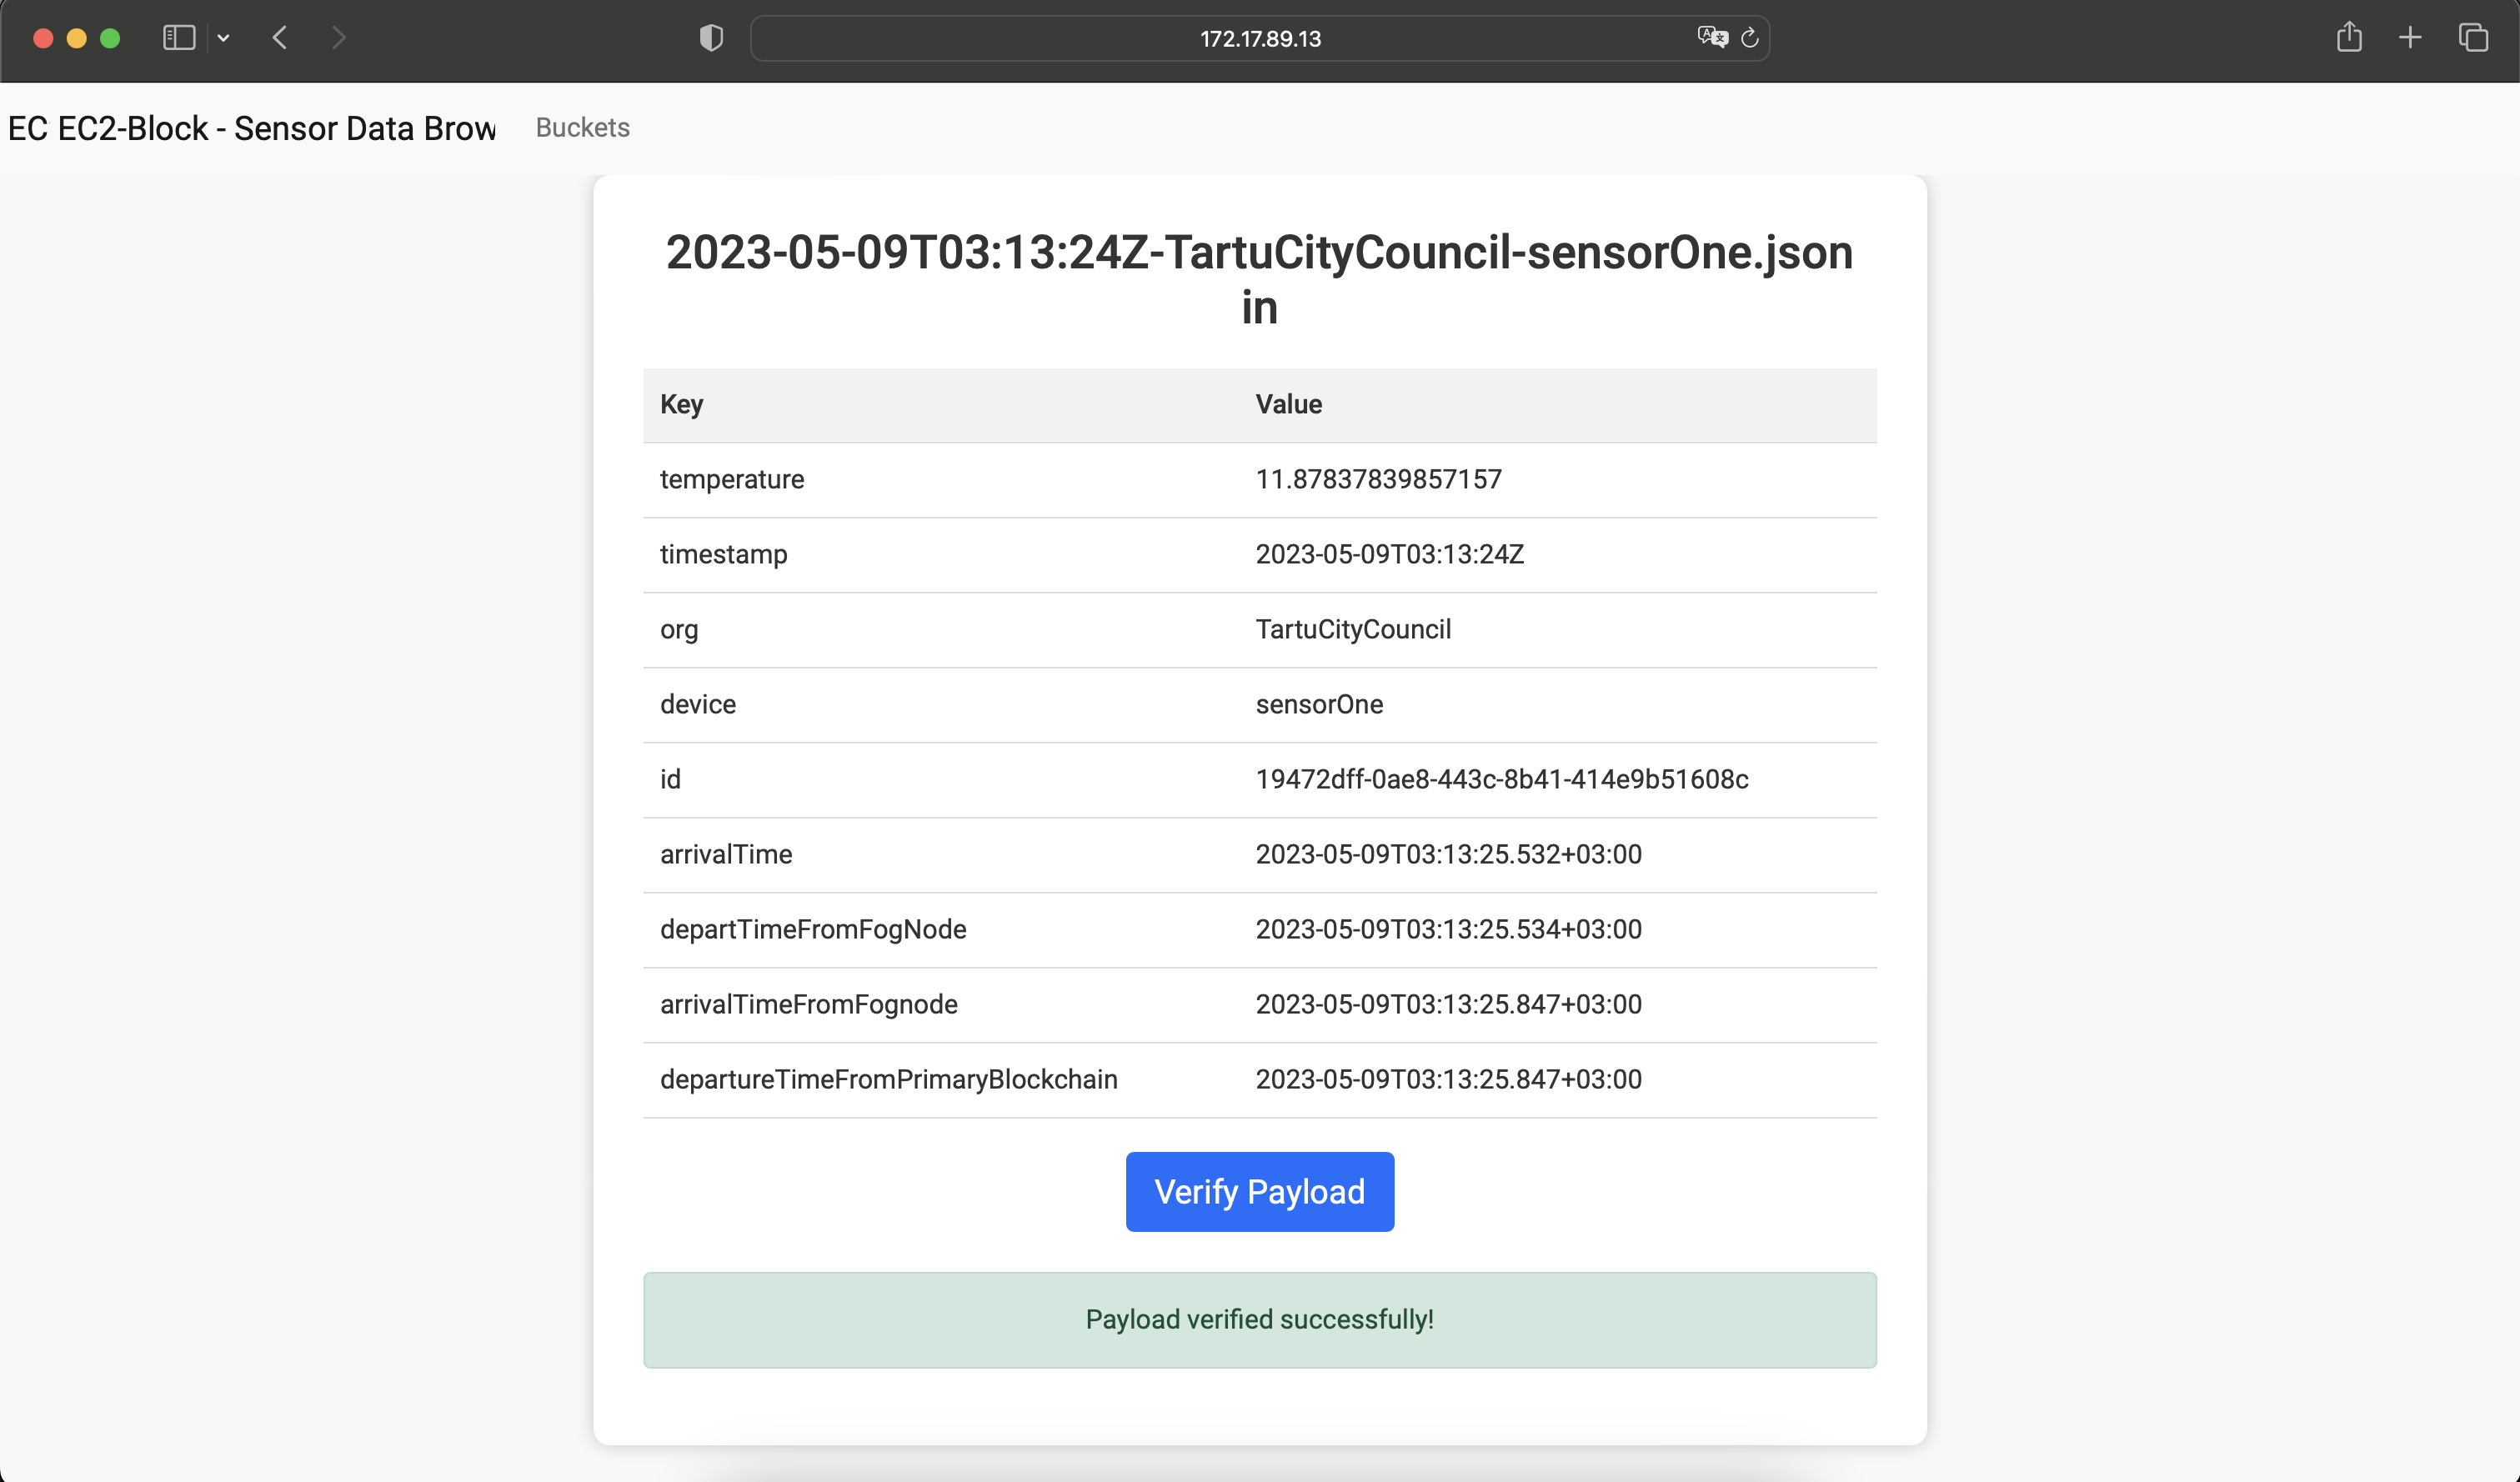 172.17.89.13
EC EC2-Block - Sensor Data Brow Buckets
2023-05-09T03:13:24Z-TartuCityCouncil-sensorOne.json
in
Key Value
temperature 11.87837839857157
timestamp 2023-05-09T03:13:24Z
org TartuCityCouncil
device sensorOne
id 19472dff-0ae8-443c-8b41-414e9b51608c
arrivalTime 2023-05-09T03:13:25.532+03:00
departTimeFromFogNode 2023-05-09T03:13:25.534+03:00
arrivalTimeFromFognode 2023-05-09T03:13:25.847+03:00
departureTimeFromPrimaryBlockchain 2023-05-09T03:13:25.847+03:00
Verify Payload
Payload verified successfully!